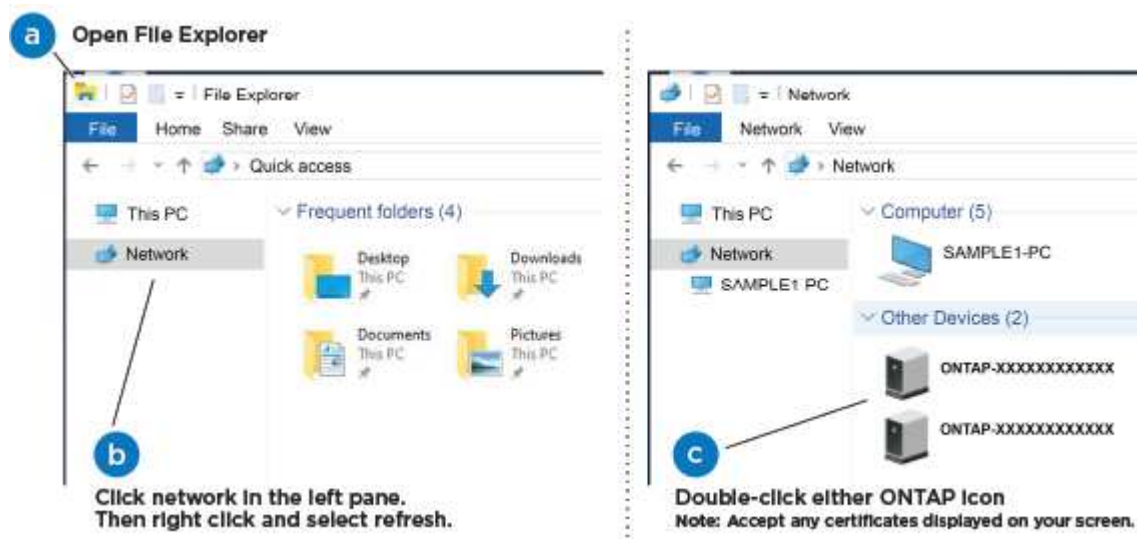 a
Open File Explorer
File Explorer
File Home Share View
Quick access
This PC
Network
Frequent folders (4)
Desktop
This PC
Downloads
This PC
Documents
This PC
Pictures
This PC
b
Click network in the left pane.
Then right click and select refresh.
Network
File Network View
Network
This PC
Network
SAMPLE1 PC
Computer (5)
SAMPLE1-PC
Other Devices (2)
ONTAP-XXXXXXXXXXXX
ONTAP-XXXXXXXXXXXX
c
Double-click either ONTAP icon
Note: Accept any certificates displayed on your screen.